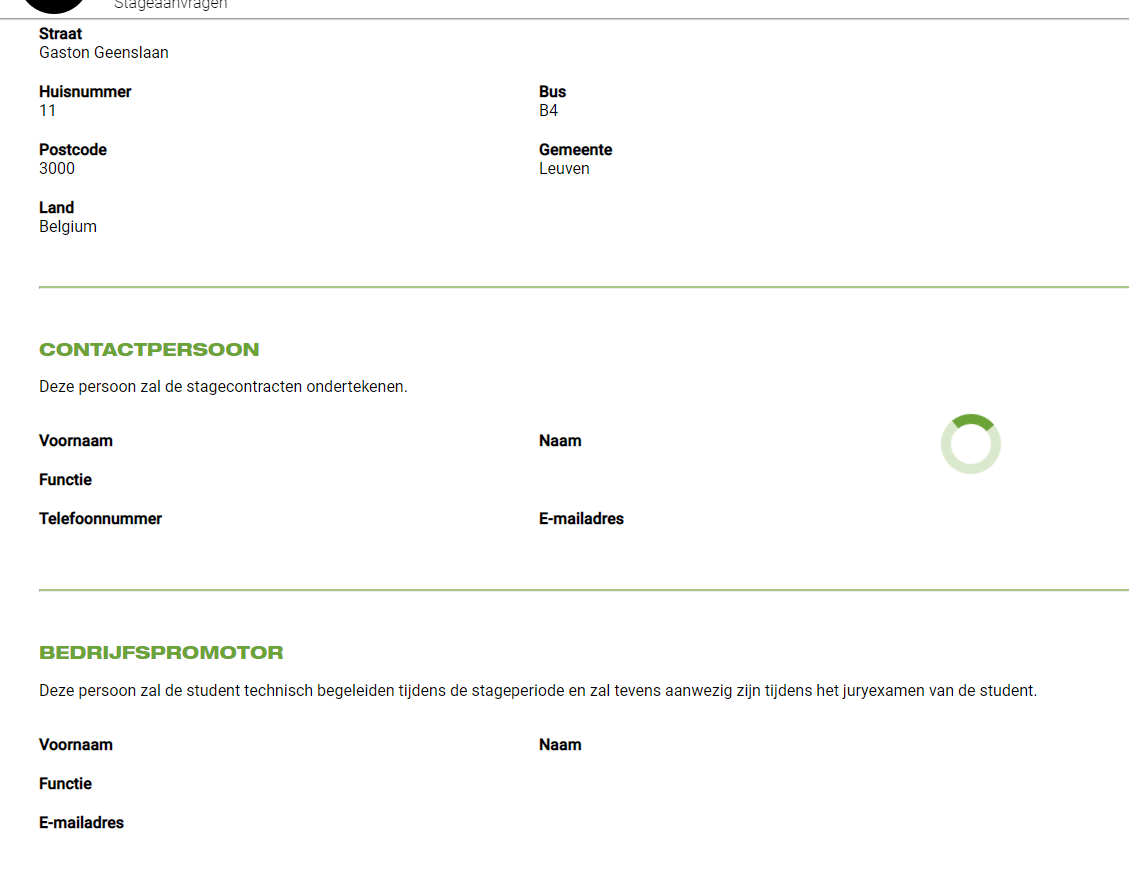 Stageaanvragen
Straat
Gaston Geenslaan
Huisnummer
Bus
11
B4
Postcode
Gemeente
3000
Leuven
Land
Belgium
CONTACTPERSOON
Deze persoon zal de stagecontracten ondertekenen.
Voornaam
Naam
Functie
Telefoonnummer
E-mailadres
BEDRIJFSPROMOTOR
Deze persoon zal de student technisch begeleiden tijdens de stageperiode en zal tevens aanwezig zijn tijdens het juryexamen van de student.
Voornaam
Naam
Functie
E-mailadres